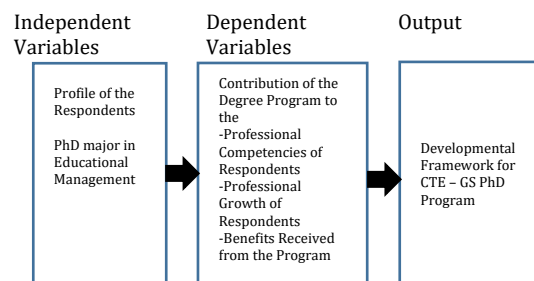 Independent
Variables
Dependent
Variables
Output
Profile of the
Respondents
PhD major in
Educational
Management
Contribution of the
Degree Program to
the
-Professional
Competencies of
Respondents
-Professional
Growth of
Respondents
-Benefits Received
from the Program
Developmental
Framework for
CTE – GS PhD
Program